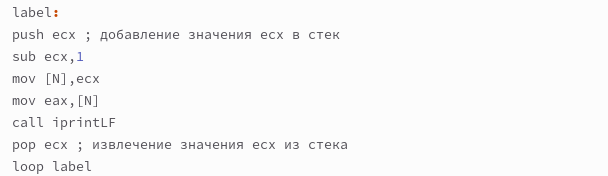 label:
push ecx ; добавление значения ecx в стек
sub ecx,1
mov [N],ecx
mov eax,[N]
call iprintLF
pop ecx ; извлечение значения ecx из стека
loop label